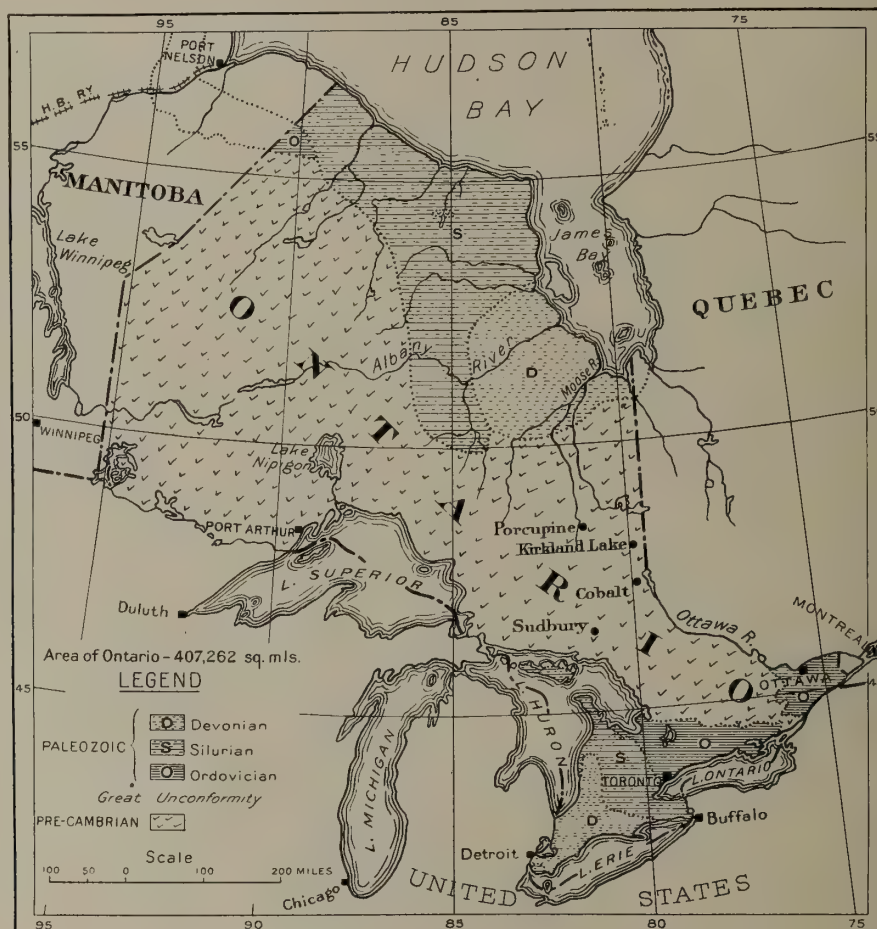 95
85
75
PORT
NELSON
HUDSON
BAY
H.B. RY
55
55
O
MANITOBA
Lake
Winnipeg
S
James
Bay
QUEBEC
ONTARIO
Albany River
D
Moose R.
50
50
WINNIPEG
Lake
Nipigon
Porcupine
PORT ARTHUR
Kirkland Lake
L. SUPERIOR
Cobalt
Duluth
Sudbury
Ottawa R.
MONTREAL
Area of Ontario - 407,262 sq. mls.
OTTAWA
O
LEGEND
45
L. HURON
PALEOZOIC
D Devonian
S Silurian
O Ordovician
Great Unconformity
PRE-CAMBRIAN
L. MICHIGAN
S
O
TORONTO
L. ONTARIO
D
Buffalo
Scale
100 50 0 100 200 MILES
Detroit
L. ERIE
Chicago
UNITED STATES
95
90
85
80
75